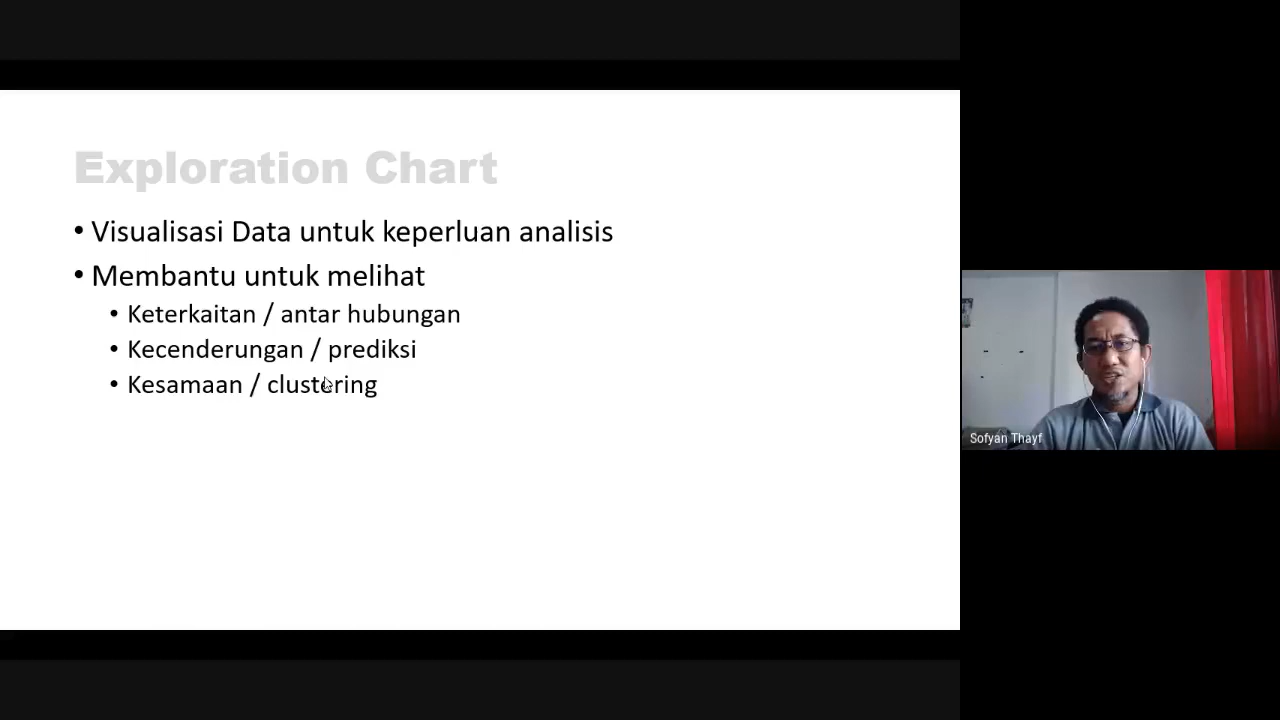 Exploration Chart
• Visualisasi Data untuk keperluan analisis
• Membantu untuk melihat
• Keterkaitan / antar hubungan
• Kecenderungan / prediksi
• Kesamaan / clustering
Sofyan Thayf